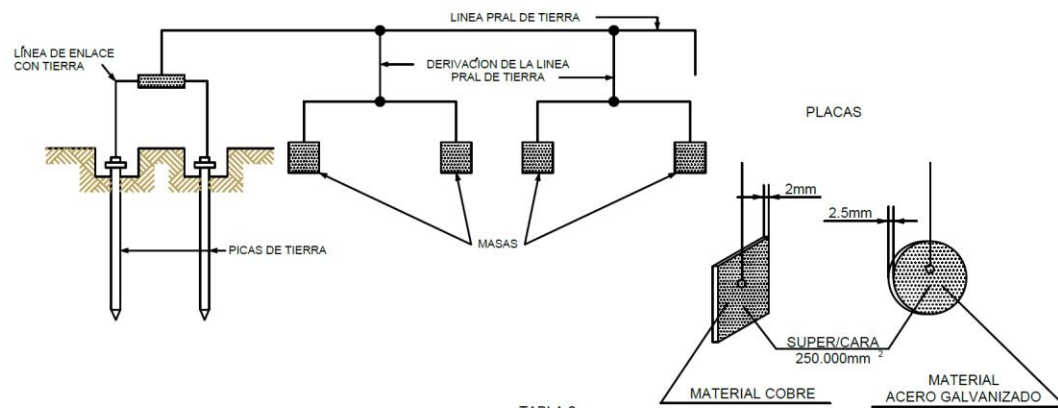 LINEA PRAL DE TIERRA
LÍNEA DE ENLACE
CON TIERRA
DERIVACION DE LA LINEA
PRAL DE TIERRA
PLACAS
2mm
2.5mm
MASAS
PICAS DE TIERRA
SUPER/CARA
250.000mm 2
MATERIAL COBRE
MATERIAL
ACERO GALVANIZADO